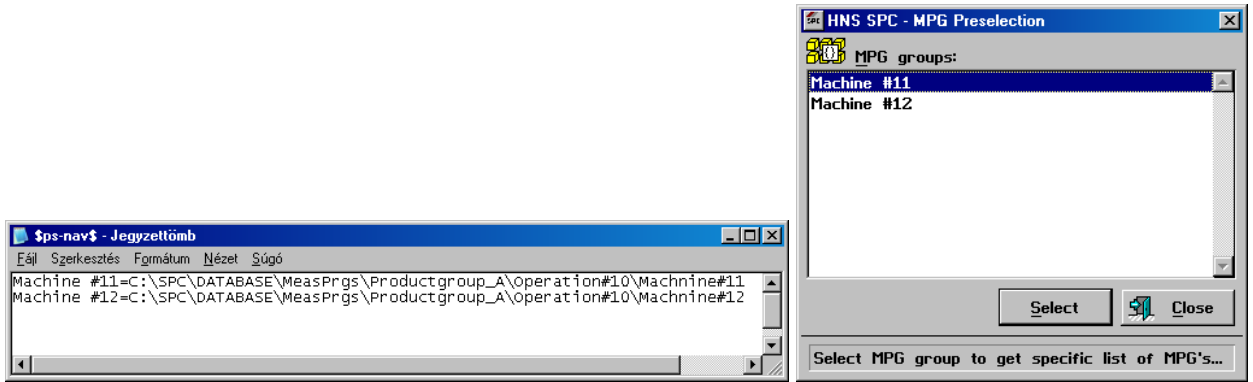 $ps-nav$ - Jegyzettömb
Fájl Szerkesztés Formátum Nézet Súgó
Machine #11=C:\SPC\DATABASE\MeasPrgs\Productgroup_A\Operation#10\Machnine#11
Machine #12=C:\SPC\DATABASE\MeasPrgs\Productgroup_A\Operation#10\Machnine#12
SPC HNS SPC - MPG Preselection
MPG groups:
Machine #11
Machine #12
Select Close
Select MPG group to get specific list of MPG's...